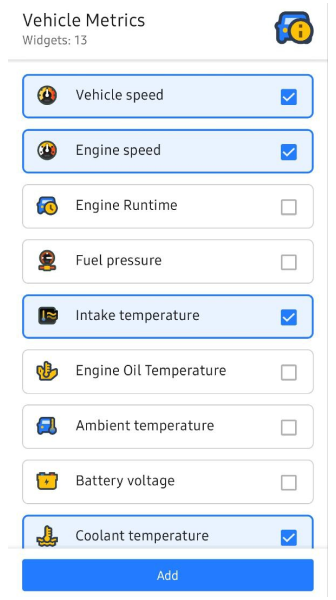 Vehicle Metrics
Widgets: 13
Vehicle speed
Engine speed
Engine Runtime
Fuel pressure
Intake temperature
Engine Oil Temperature
Ambient temperature
Battery voltage
Coolant temperature
Add